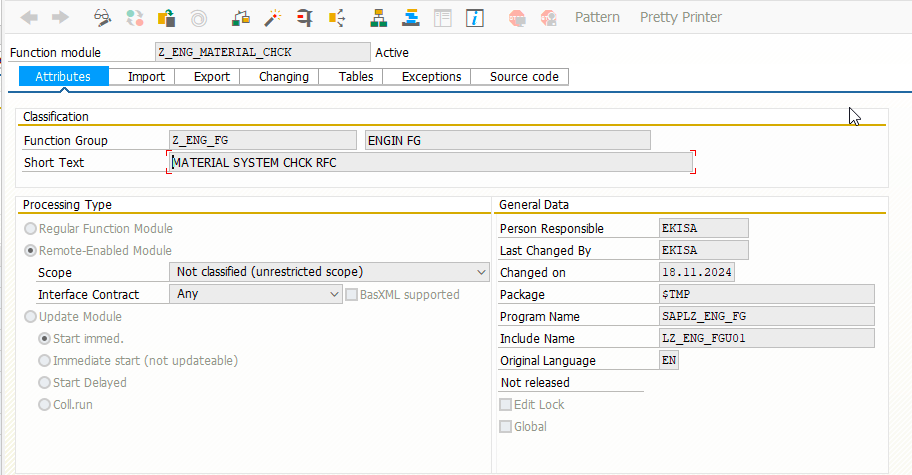 Pattern Pretty Printer
Function module Z_ENG_MATERIAL_CHCK Active
Attributes Import Export Changing Tables Exceptions Source code
Classification
Function Group Z_ENG_FG ENGIN FG
Short Text MATERIAL SYSTEM CHCK RFC
Processing Type
Regular Function Module
Remote-Enabled Module
Scope Not classified (unrestricted scope)
Interface Contract Any BasXML supported
Update Module
Start immed.
Immediate start (not updateable)
Start Delayed
Coll.run
General Data
Person Responsible EKISA
Last Changed By EKISA
Changed on 18.11.2024
Package $TMP
Program Name SAPLZ_ENG_FG
Include Name LZ_ENG_FGU01
Original Language EN
Not released
Edit Lock
Global